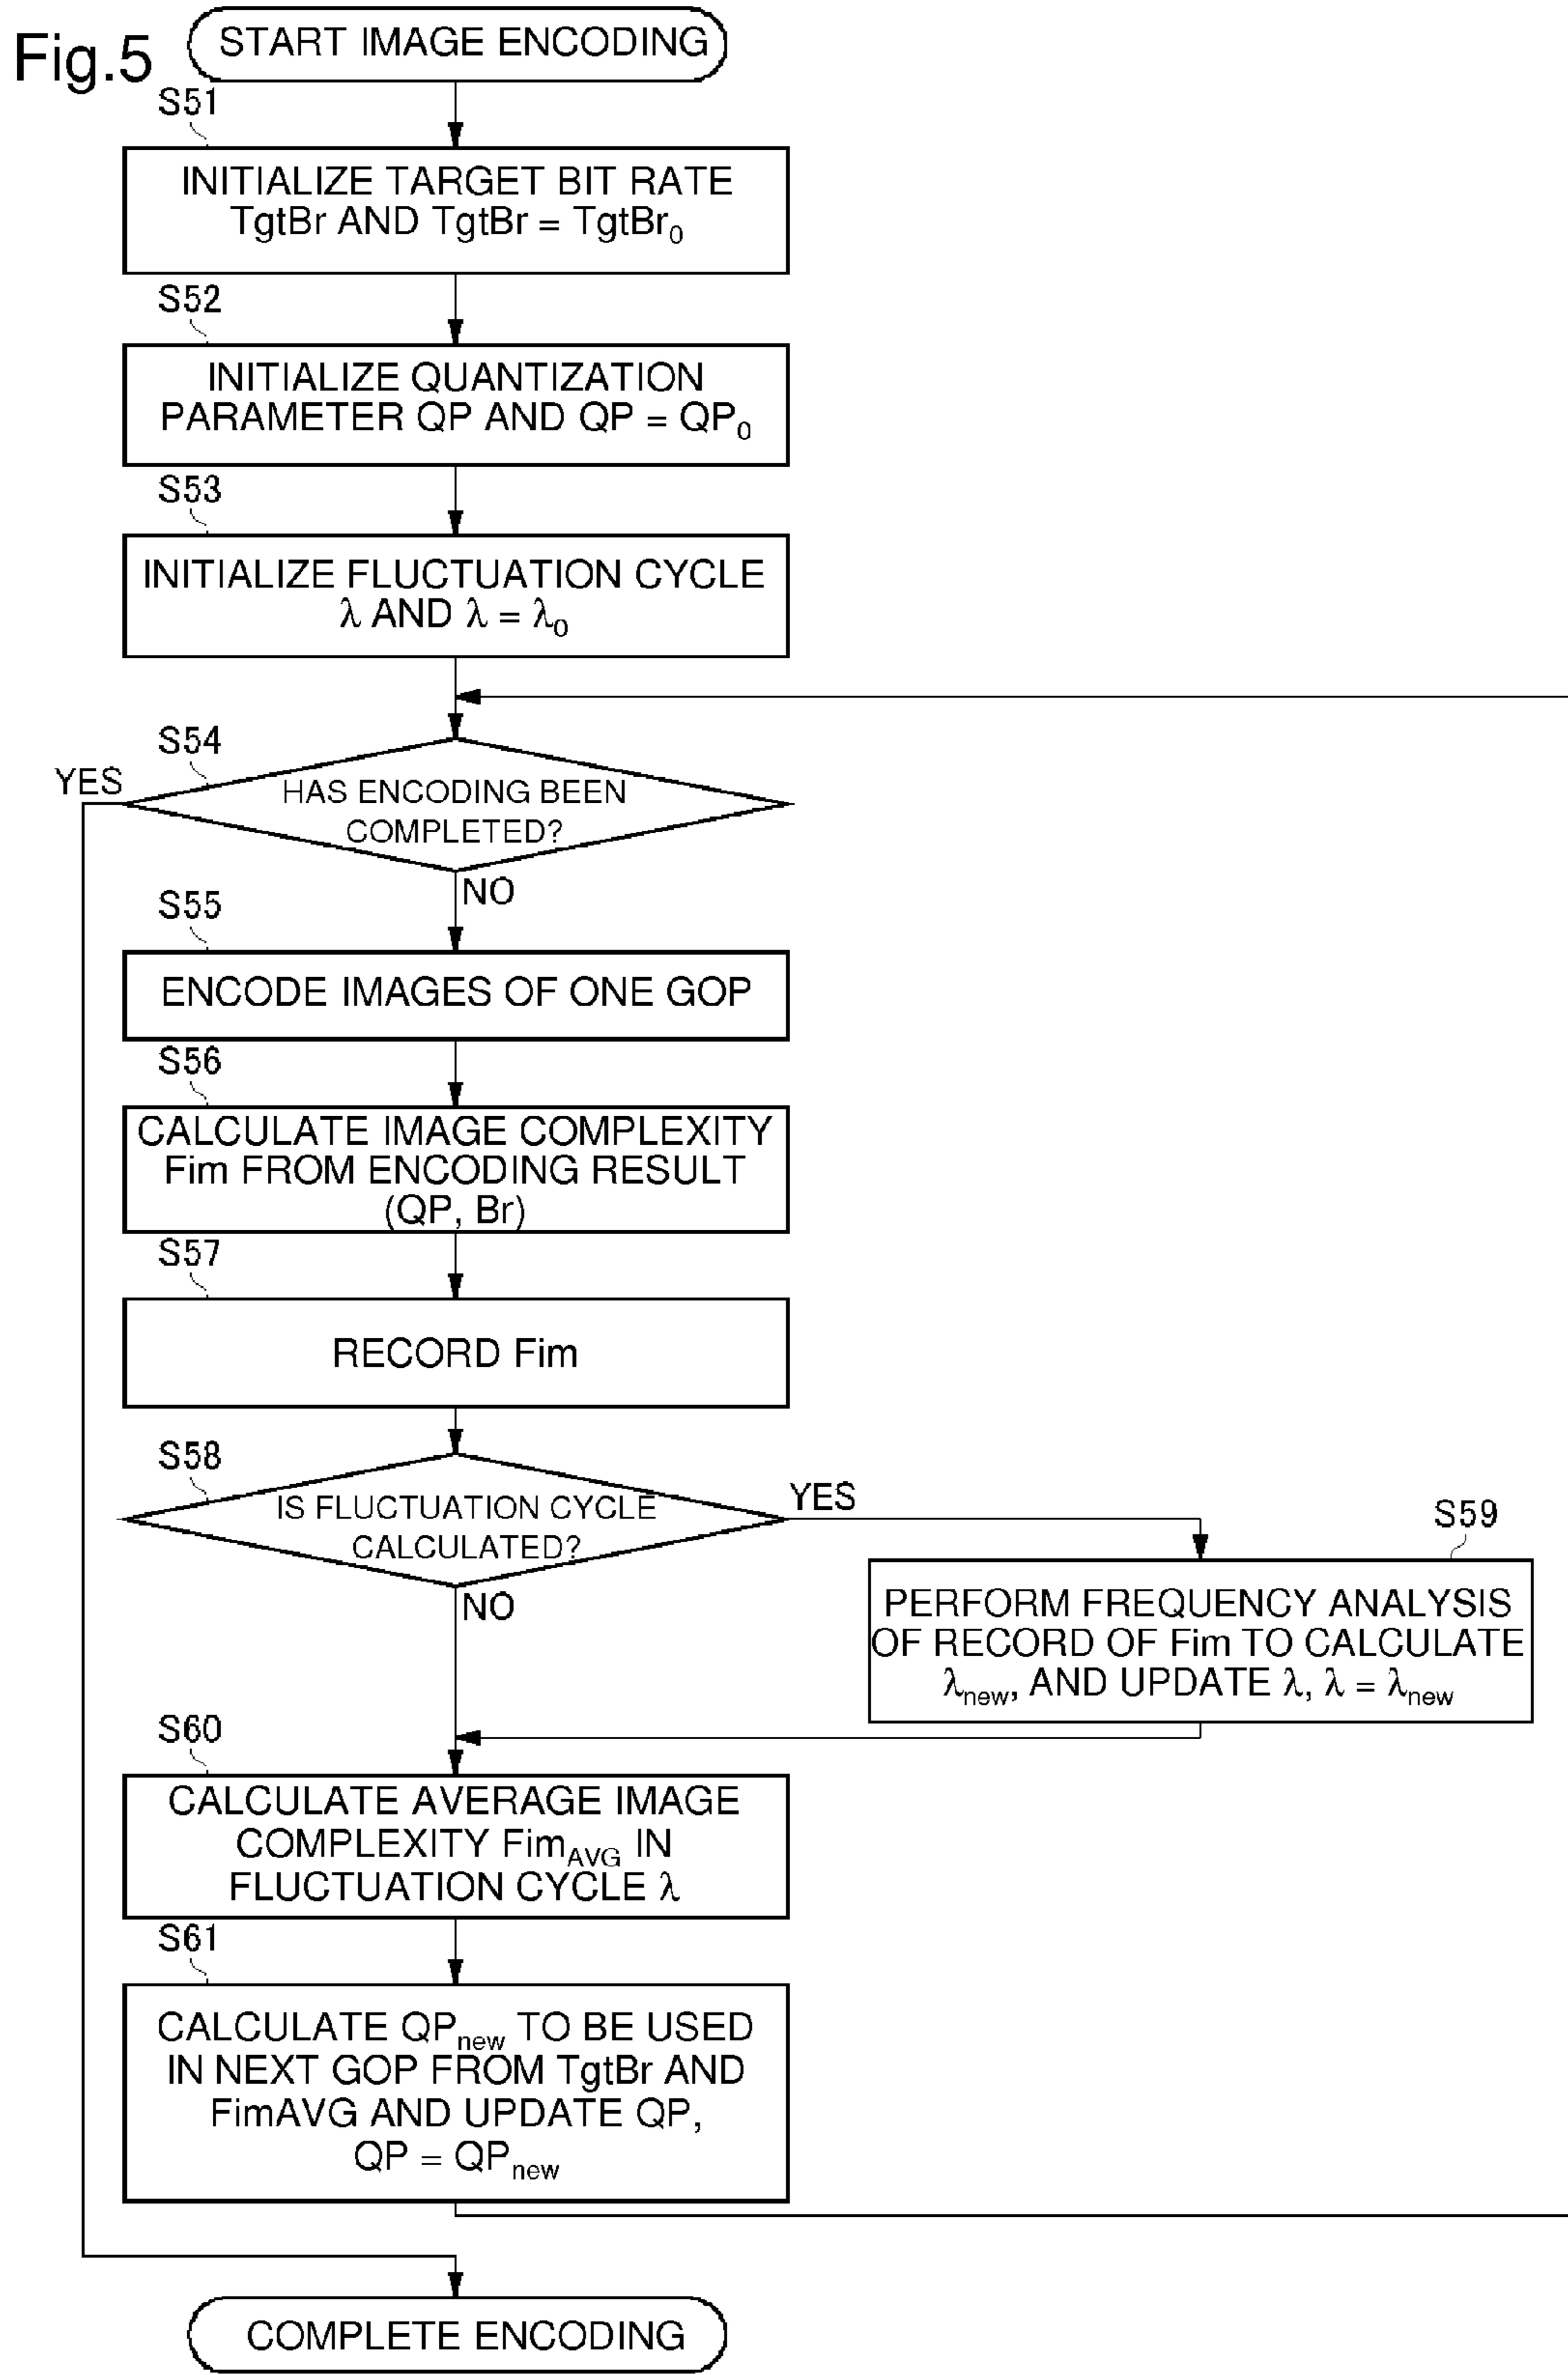 Fig.5
START IMAGE ENCODING
S51
INITIALIZE TARGET BIT RATE
TgtBr AND TgtBr = TgtBr₀
S52
INITIALIZE QUANTIZATION
PARAMETER QP AND QP = QP₀
S53
INITIALIZE FLUCTUATION CYCLE
λ AND λ = λ₀
S54
YES
HAS ENCODING BEEN
COMPLETED?
NO
S55
ENCODE IMAGES OF ONE GOP
S56
CALCULATE IMAGE COMPLEXITY
Fim FROM ENCODING RESULT
(QP, Br)
S57
RECORD Fim
S58
IS FLUCTUATION CYCLE
CALCULATED?
YES
NO
S59
PERFORM FREQUENCY ANALYSIS
OF RECORD OF Fim TO CALCULATE
λnew, AND UPDATE λ, λ = λnew
S60
CALCULATE AVERAGE IMAGE
COMPLEXITY FimAVG IN
FLUCTUATION CYCLE λ
S61
CALCULATE QPnew TO BE USED
IN NEXT GOP FROM TgtBr AND
FimAVG AND UPDATE QP,
QP = QPnew
COMPLETE ENCODING